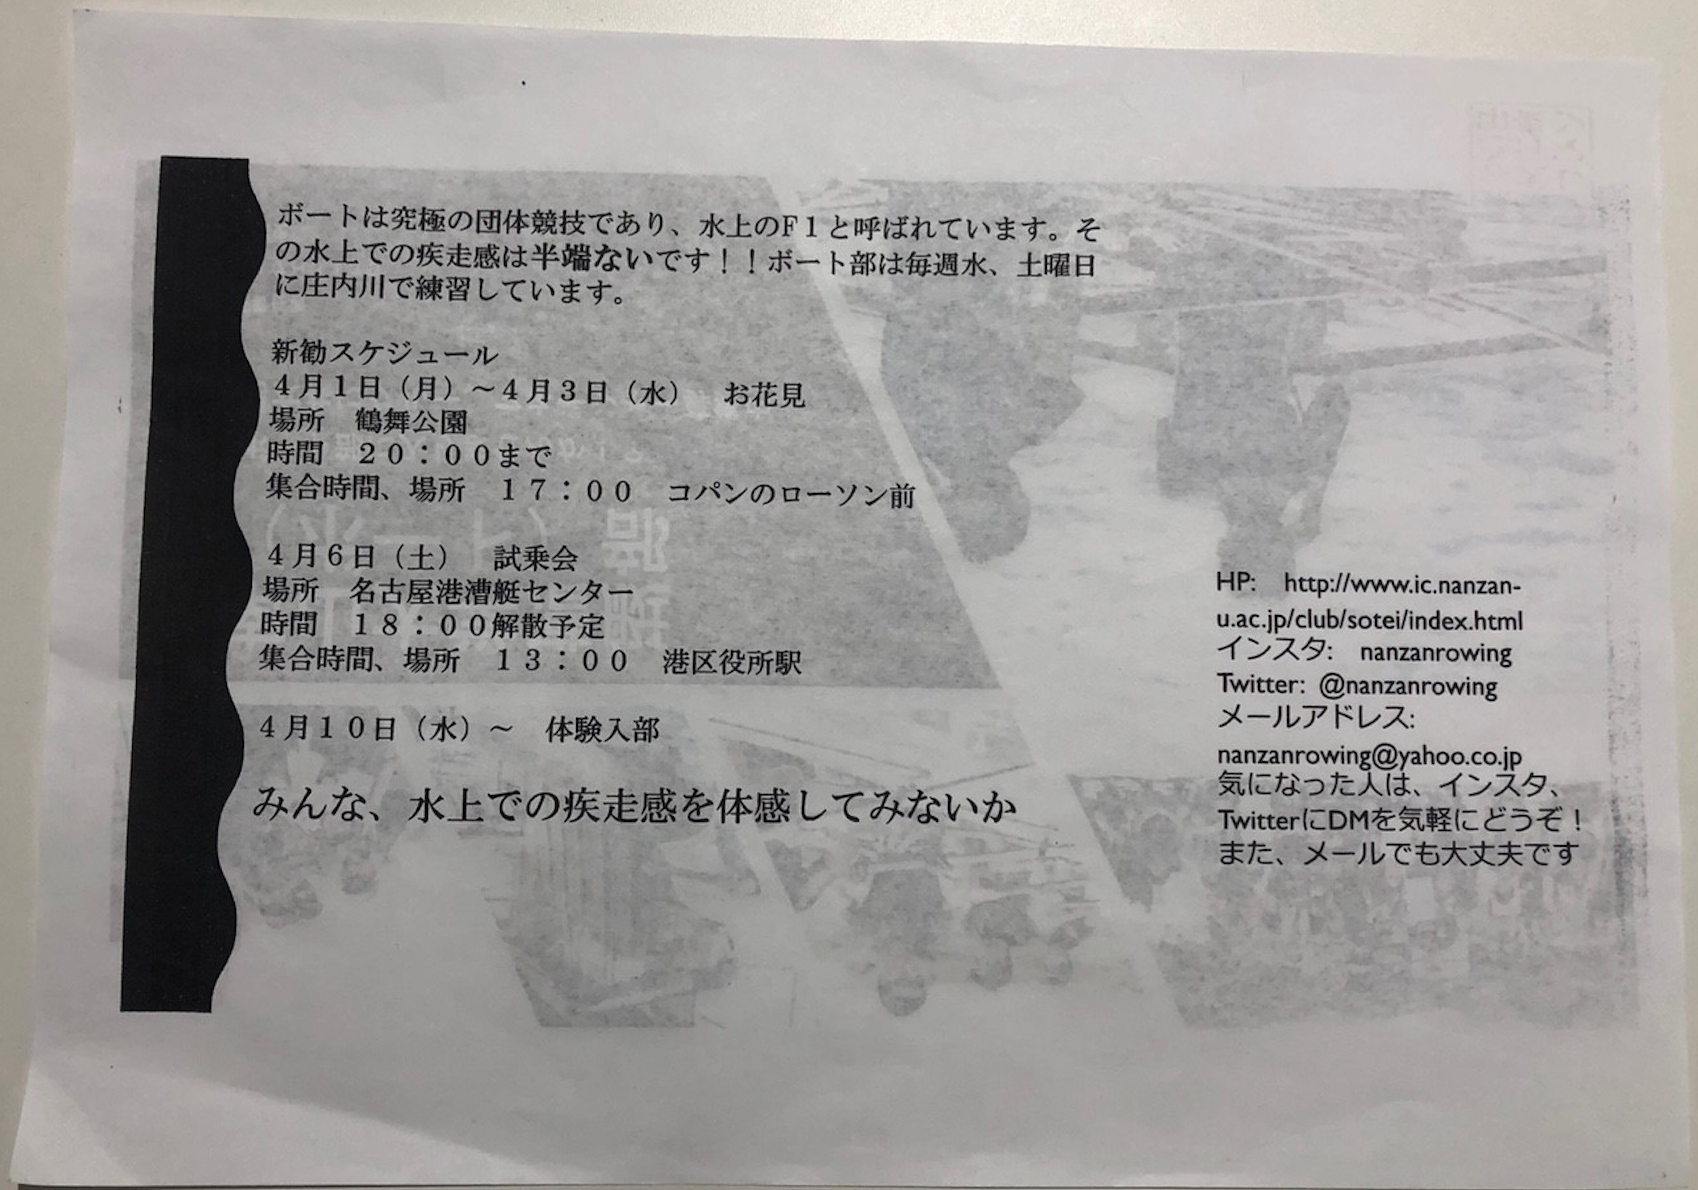 ボートは究極の団体競技であり、水上のF１と呼ばれています。そ
の水上での疾走感は半端ないです！！ボート部は毎週水、土曜日
に庄内川で練習しています。
新勧スケジュール
４月１日（月）～４月３日（水）　お花見
場所　鶴舞公園
時間　２０：００まで
集合時間、場所　１７：００　コパンのローソン前
４月６日（土）　試乗会
場所　名古屋港漕艇センター
時間　１８：００解散予定
集合時間、場所　１３：００　港区役所駅
４月１０日（水）～　体験入部
みんな、水上での疾走感を体感してみないか
HP:　http://www.ic.nanzan-
u.ac.jp/club/sotei/index.html
インスタ:　nanzanrowing
Twitter: @nanzanrowing
メールアドレス:
nanzanrowing@yahoo.co.jp
気になった人は、インスタ、
TwitterにDMを気軽にどうぞ！
また、メールでも大丈夫です